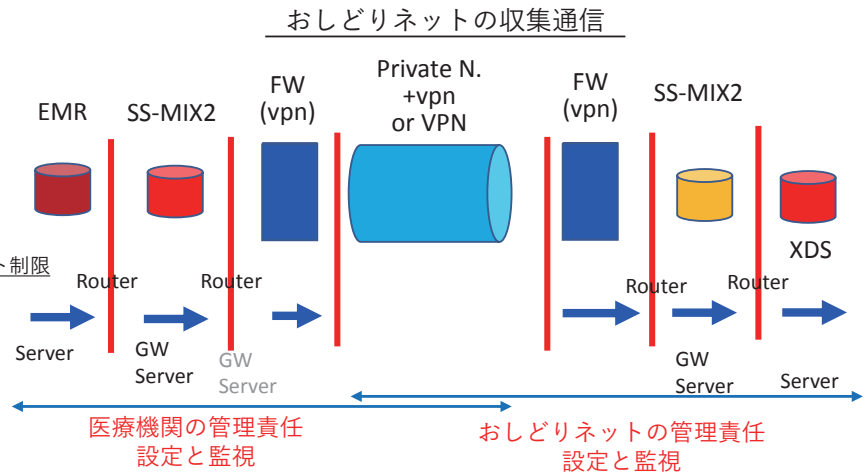 おしどりネットの収集通信
EMR
SS-MIX2
FW
(vpn)
Private N.
+vpn
or VPN
FW
(vpn)
SS-MIX2
XDS
ト制限
Router
Router
Router
Router
Server
GW
Server
GW
Server
GW
Server
Server
医療機関の管理責任
設定と監視
おしどりネットの管理責任
設定と監視